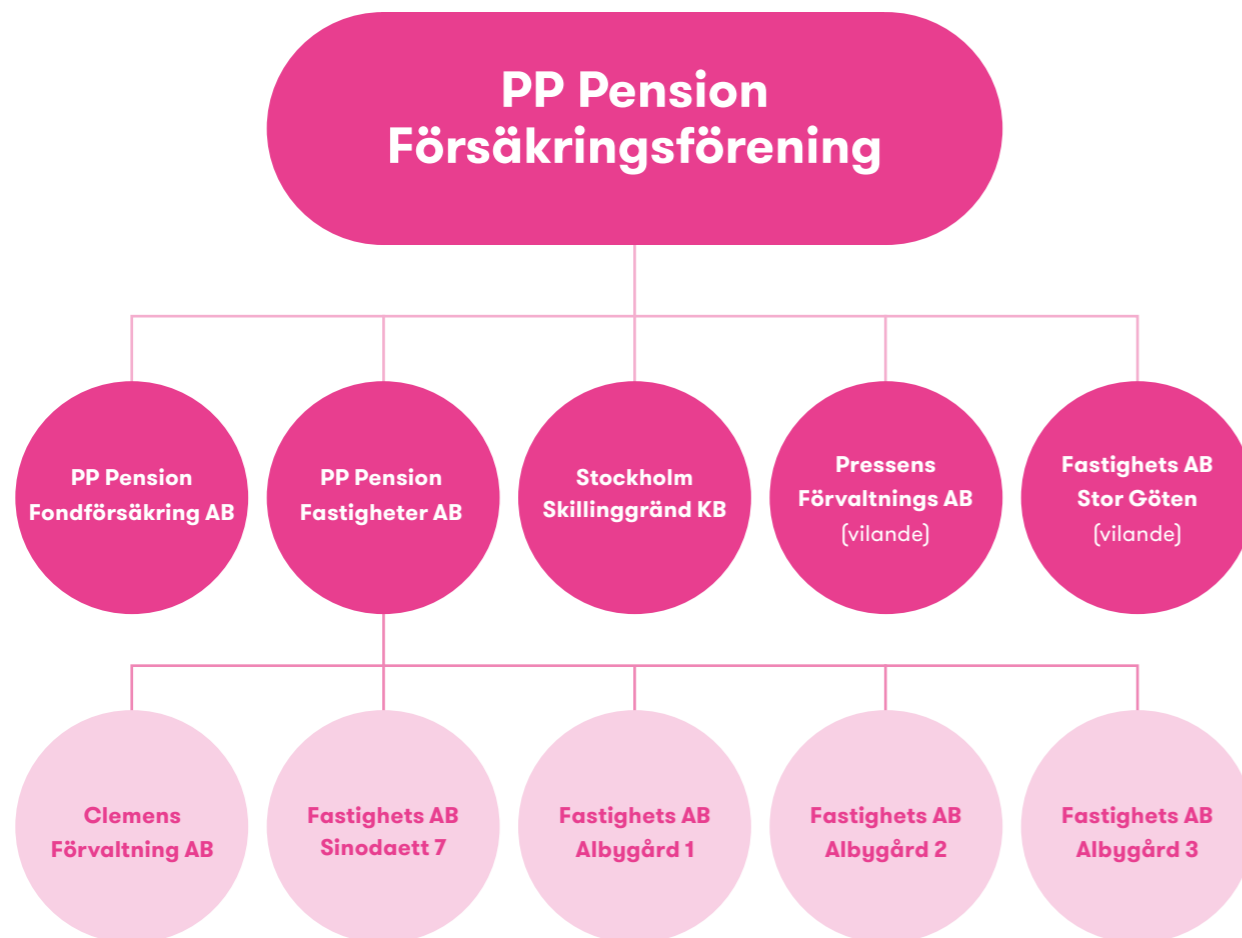 PP Pension
Försäkringsförening
PP Pension
Fondförsäkring AB
PP Pension
Fastigheter AB
Stockholm
Skillinggränd KB
Pressens
Förvaltnings AB
(vilande)
Fastighets AB
Stor Göten
(vilande)
Clemens
Förvaltning AB
Fastighets AB
Sinodaett 7
Fastighets AB
Albygård 1
Fastighets AB
Albygård 2
Fastighets AB
Albygård 3